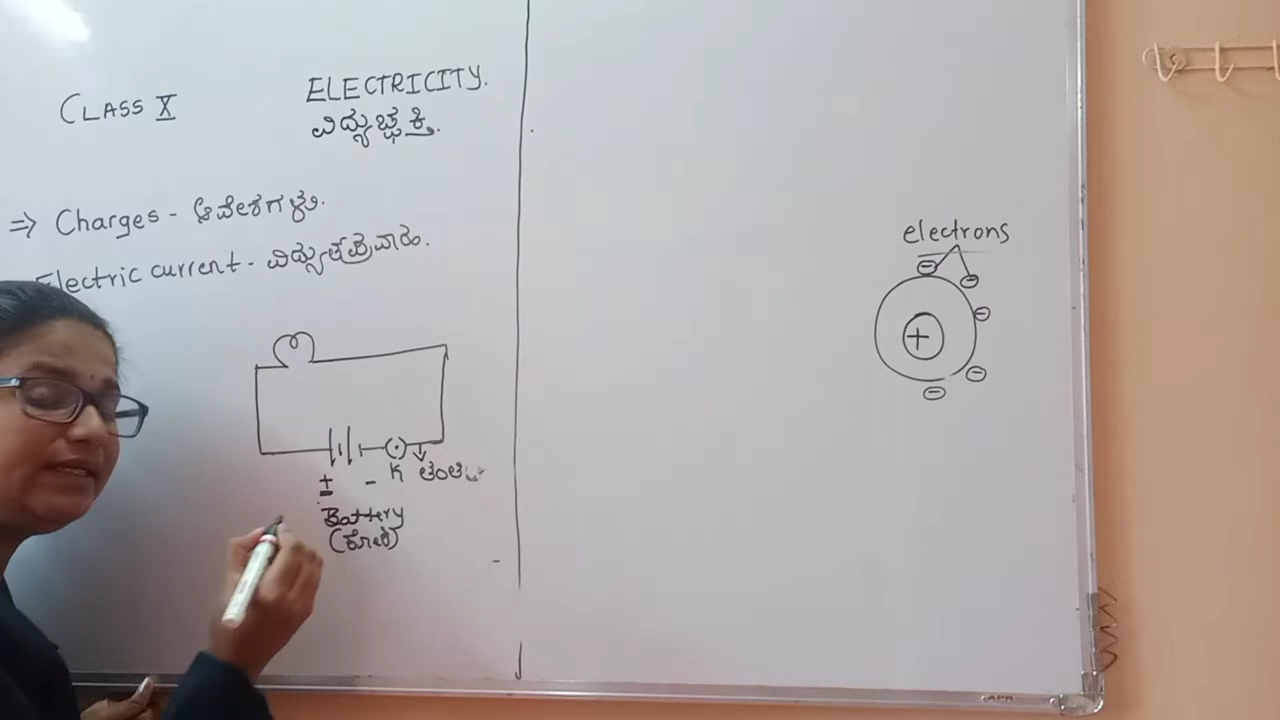 CLASS X
ELECTRICITY.
ವಿದ್ಯುಚ್ಛಕ್ತಿ.
⇒ Charges - ಆವೇಶಗಳು.
Electric current - ವಿದ್ಯುತ್ಪ್ರವಾಹ.
+ - K
Battery
(ಕೋಶ)
electrons
- -
-
+
-
-